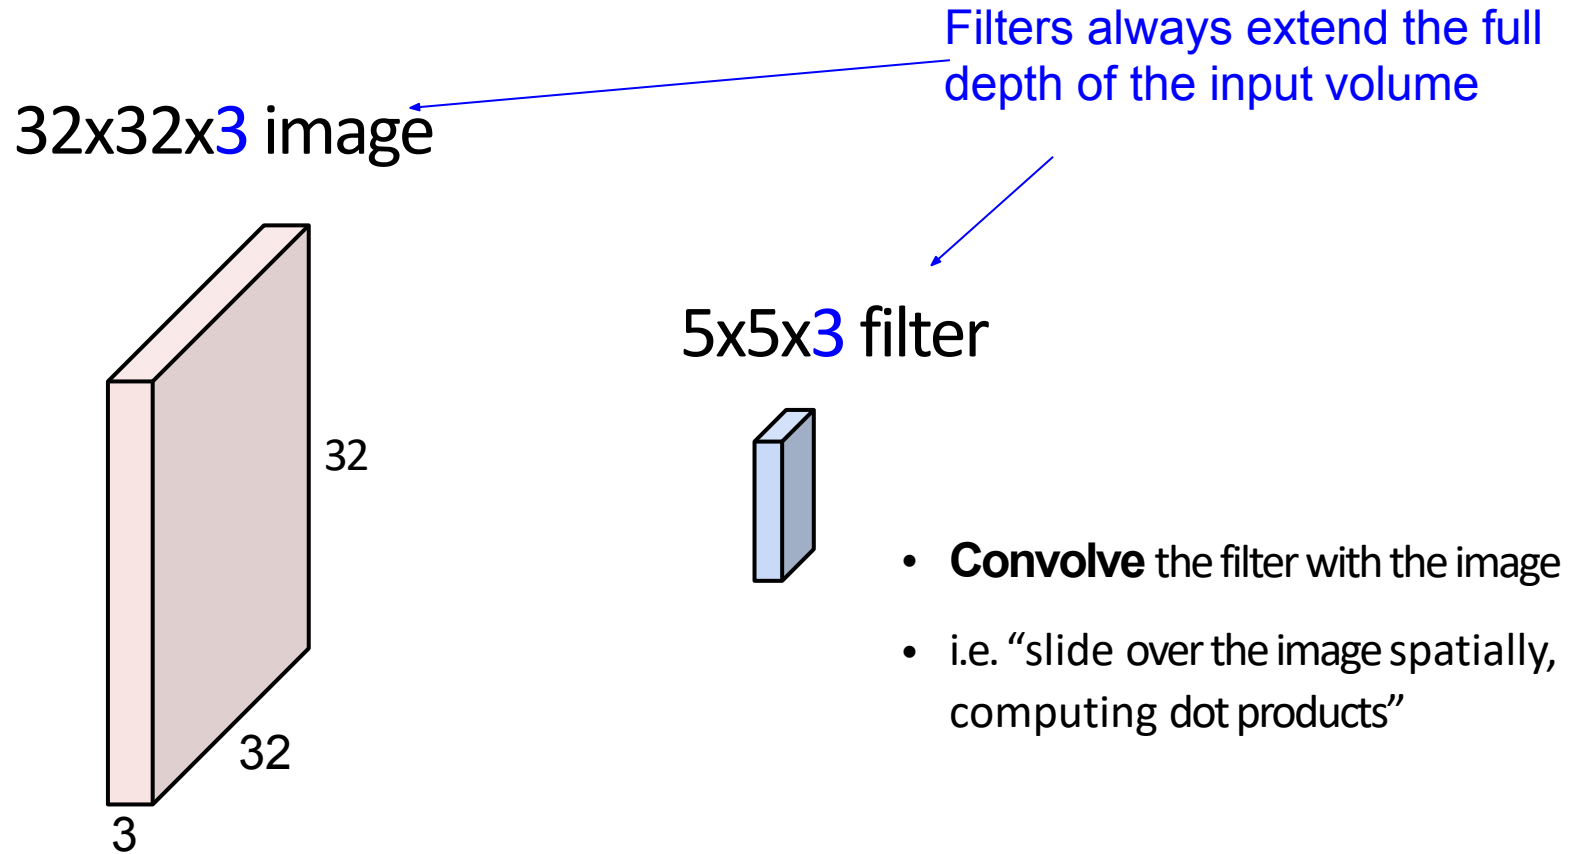 Filters always extend the full
depth of the input volume
32x32x3 image
5x5x3 filter
32
32
3
• Convolve the filter with the image
• i.e. “slide over the image spatially,
computing dot products”